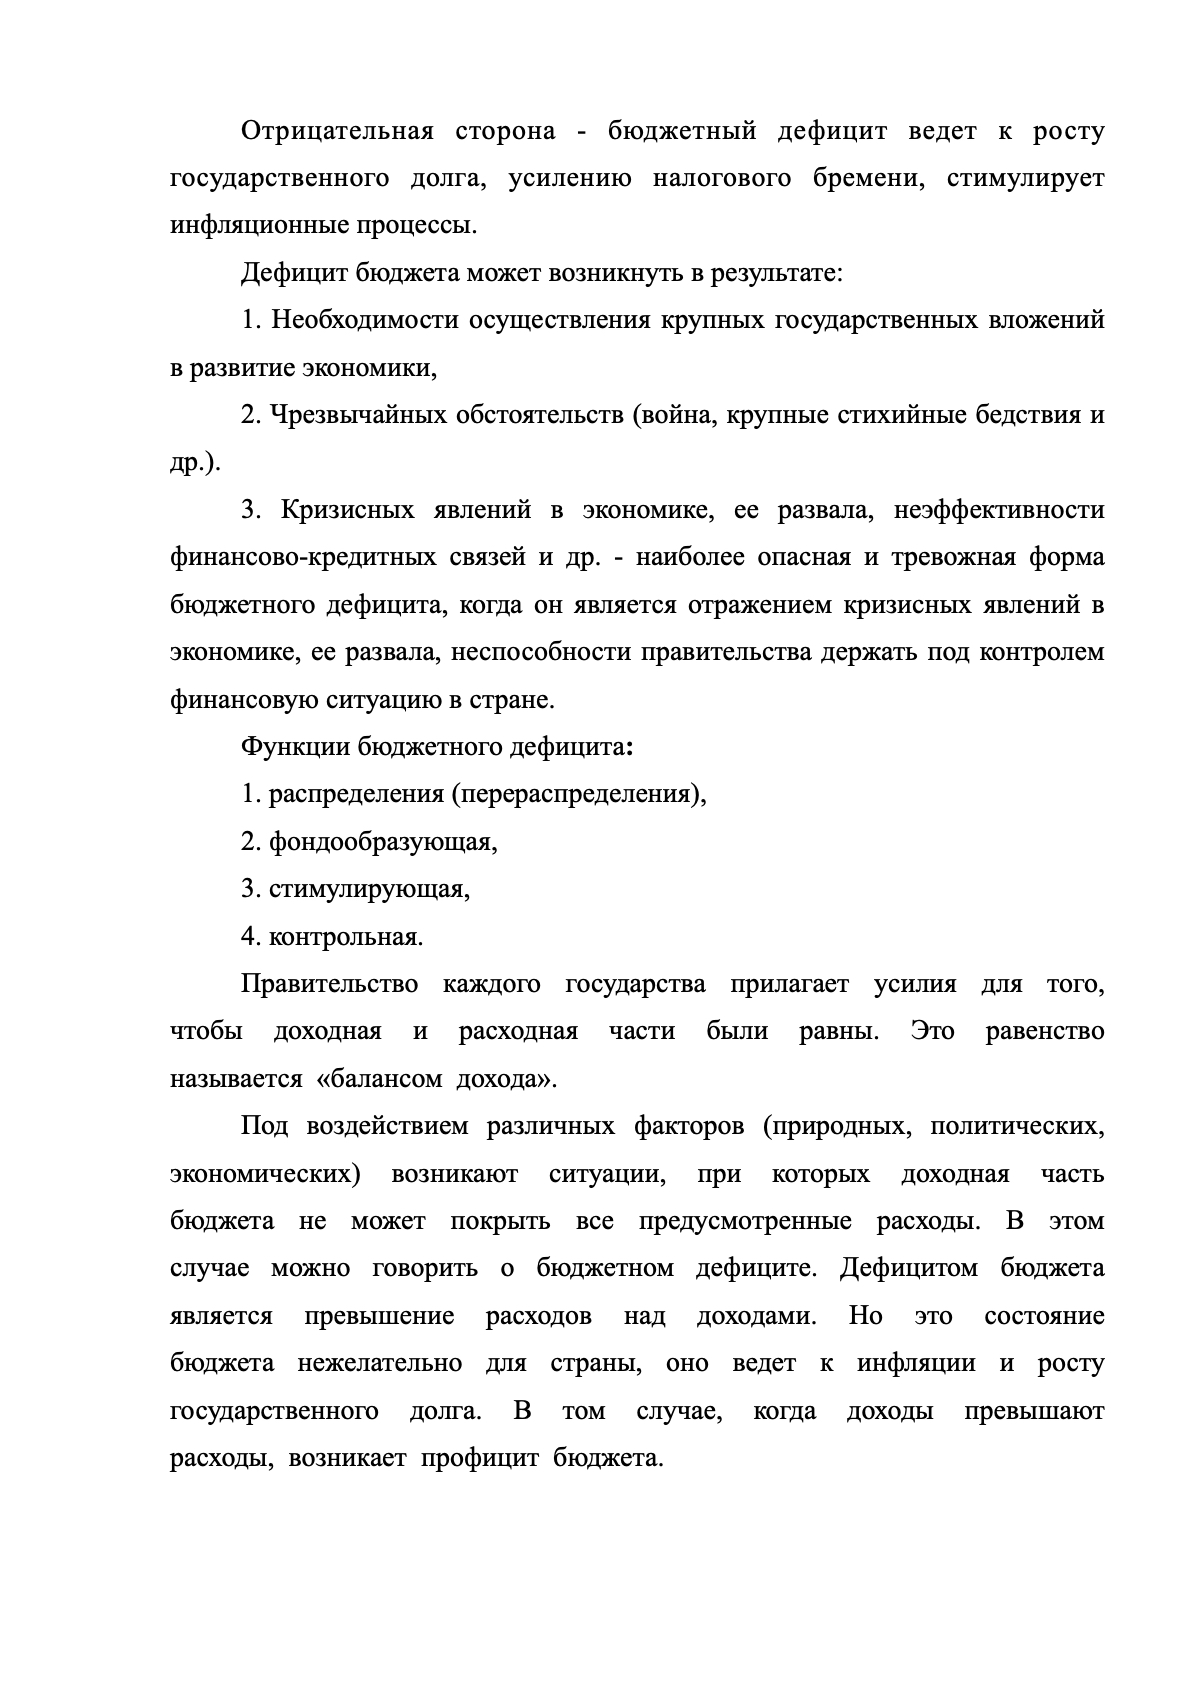 Отрицательная сторона - бюджетный дефицит ведет к росту
государственного долга, усилению налогового бремени, стимулирует
инфляционные процессы.
Дефицит бюджета может возникнуть в результате:
1. Необходимости осуществления крупных государственных вложений
в развитие экономики,
2. Чрезвычайных обстоятельств (война, крупные стихийные бедствия и
др.).
3. Кризисных явлений в экономике, ее развала, неэффективности
финансово-кредитных связей и др. - наиболее опасная и тревожная форма
бюджетного дефицита, когда он является отражением кризисных явлений в
экономике, ее развала, неспособности правительства держать под контролем
финансовую ситуацию в стране.
Функции бюджетного дефицита:
1. распределения (перераспределения),
2. фондообразующая,
3. стимулирующая,
4. контрольная.
Правительство каждого государства прилагает усилия для того,
чтобы доходная и расходная части были равны. Это равенство
называется «балансом дохода».
Под воздействием различных факторов (природных, политических,
экономических) возникают ситуации, при которых доходная часть
бюджета не может покрыть все предусмотренные расходы. В этом
случае можно говорить о бюджетном дефиците. Дефицитом бюджета
является превышение расходов над доходами. Но это состояние
бюджета нежелательно для страны, оно ведет к инфляции и росту
государственного долга. В том случае, когда доходы превышают
расходы, возникает профицит бюджета.